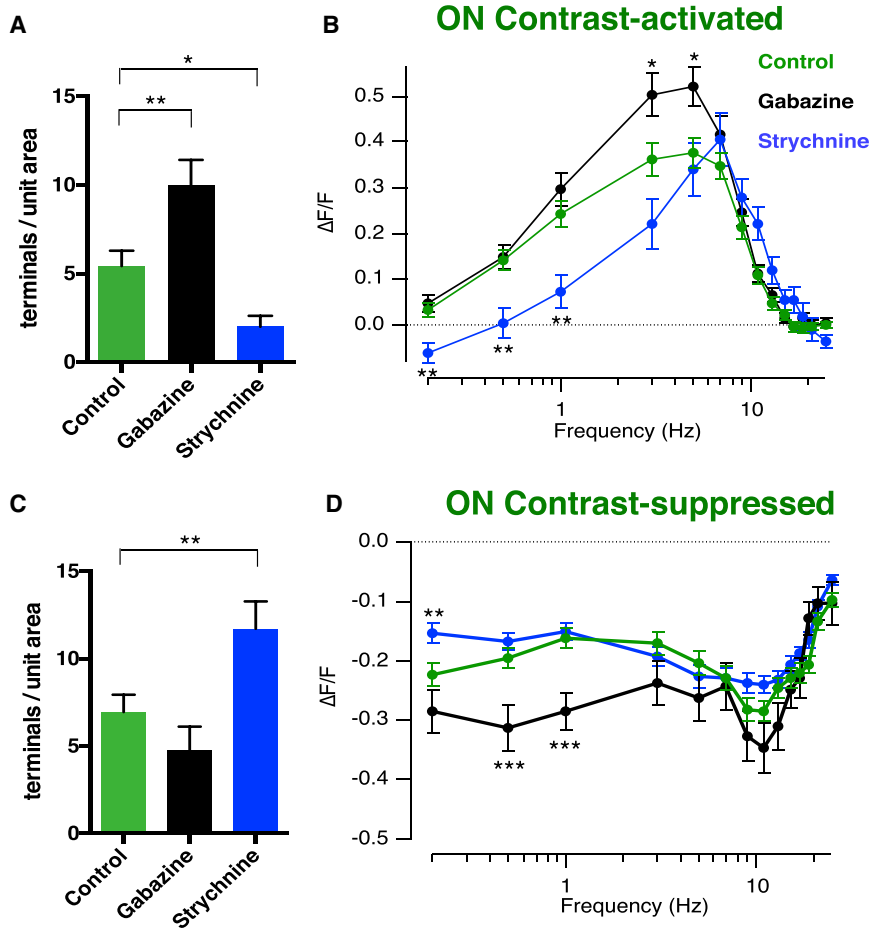 A
B
ON Contrast-activated
*
**
terminals / unit area
15
10
5
0
Control
Gabazine
Strychnine
ΔF/F
0.5
0.4
0.3
0.2
0.1
0.0
*
*
**
**
**
Control
Gabazine
Strychnine
1
10
Frequency (Hz)
C
D
ON Contrast-suppressed
**
terminals / unit area
15
10
5
0
Control
Gabazine
Strychnine
ΔF/F
0.0
-0.1
-0.2
-0.3
-0.4
-0.5
**
***
***
1
10
Frequency (Hz)